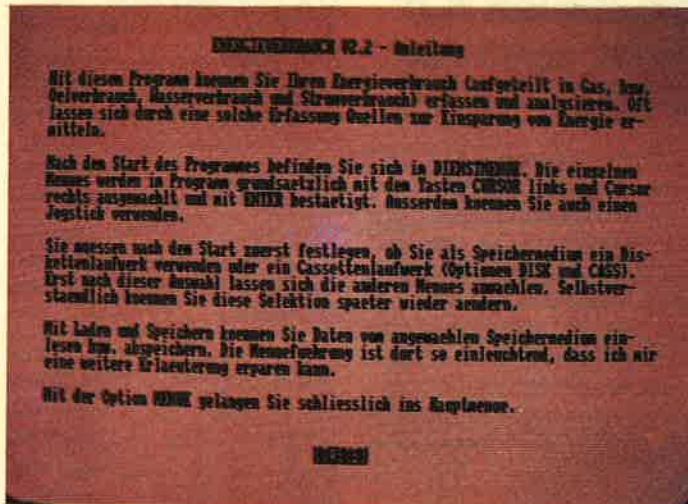 ENERGIEVERBRAUCH V2.2 - Anleitung
Mit diesem Programm koennen Sie Ihren Energieverbrauch (aufgeteilt in Gas, bzw.
Oelverbrauch, Wasserverbrauch und Stromverbrauch) erfassen und analysieren. Oft
lassen sich durch eine solche Erfassung Quellen zur Einsparung von Energie er-
mitteln.
Nach dem Start des Programmes befinden Sie sich in DIENSTMENUE. Die einzelnen
Menues werden im Programm grundsaetzlich mit den Tasten CURSOR links und Cursor
rechts ausgewaehlt und mit ENTER bestaetigt. Ausserdem koennen Sie auch einen
Joystick verwenden.
Sie muessen nach dem Start zuerst festlegen, ob Sie als Speichermedium ein Dis-
kettenlaufwerk verwenden oder ein Cassettenlaufwerk (Optionen DISK und CASS).
Erst nach dieser Auswahl lassen sich die anderen Menues anwaehlen. Selbstver-
staendlich koennen Sie diese Selektion spaeter wieder aendern.
Mit Laden und Speichern koennen Sie Daten vom angewaehlen Speichermedium ein-
lesen bzw. abspeichern. Die Menuefuehrung ist dort so einleuchtend, dass ich mir
eine weitere Erlaeuterung erparen kann.
Mit der Option MENUE gelangen Sie schliesslich ins Hauptmenue.